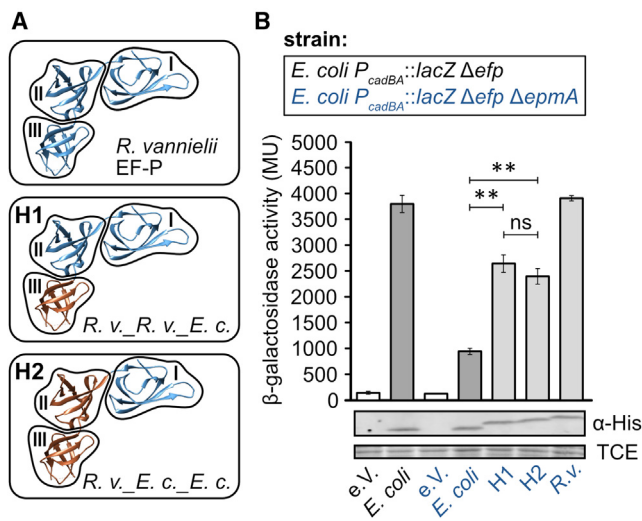 A
I
II
III
R. vannielii
EF-P
H1
I
II
III
R. v._R. v._E. c.
H2
I
II
III
R. v._E. c._E. c.
B
strain:
E. coli PcadBA::lacZ Δefp
E. coli PcadBA::lacZ Δefp ΔepmA
β-galactosidase activity (MU)
5000
4500
4000
3500
3000
2500
2000
1500
1000
500
0
**
**
ns
α-His
TCE
e.V.
E. coli
e.V.
E. coli
H1
H2
R.v.